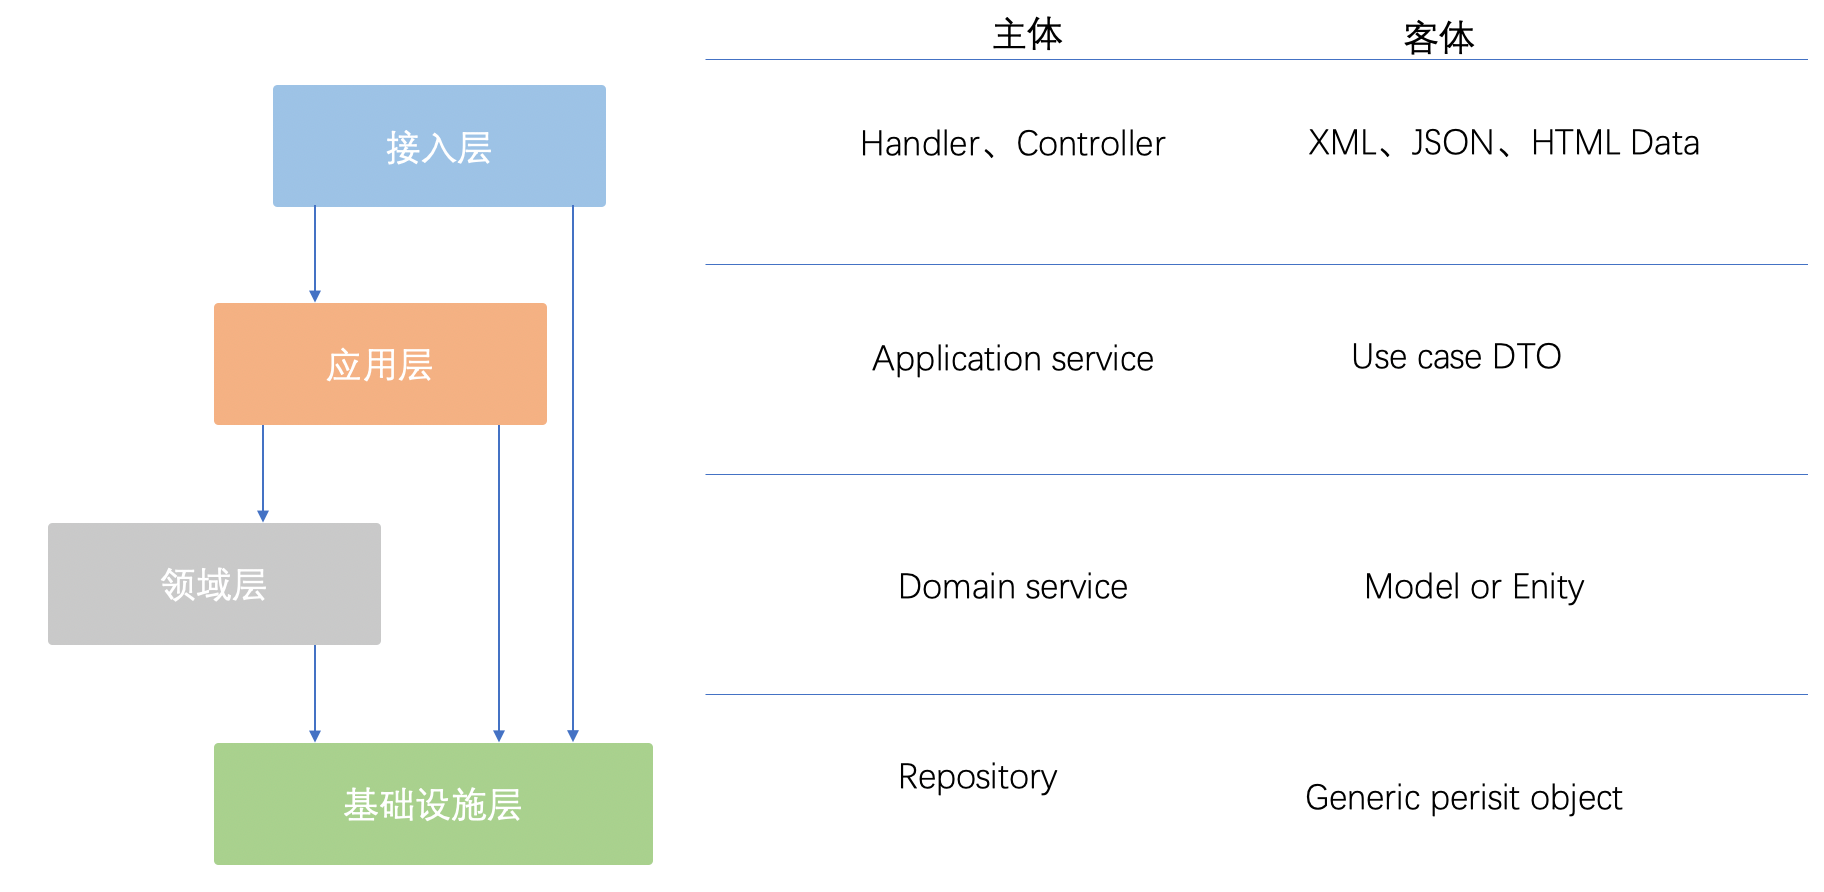 主体 客体
接入层 Handler、Controller XML、JSON、HTML Data
应用层 Application service Use case DTO
领域层 Domain service Model or Enity
基础设施层 Repository Generic perisit object